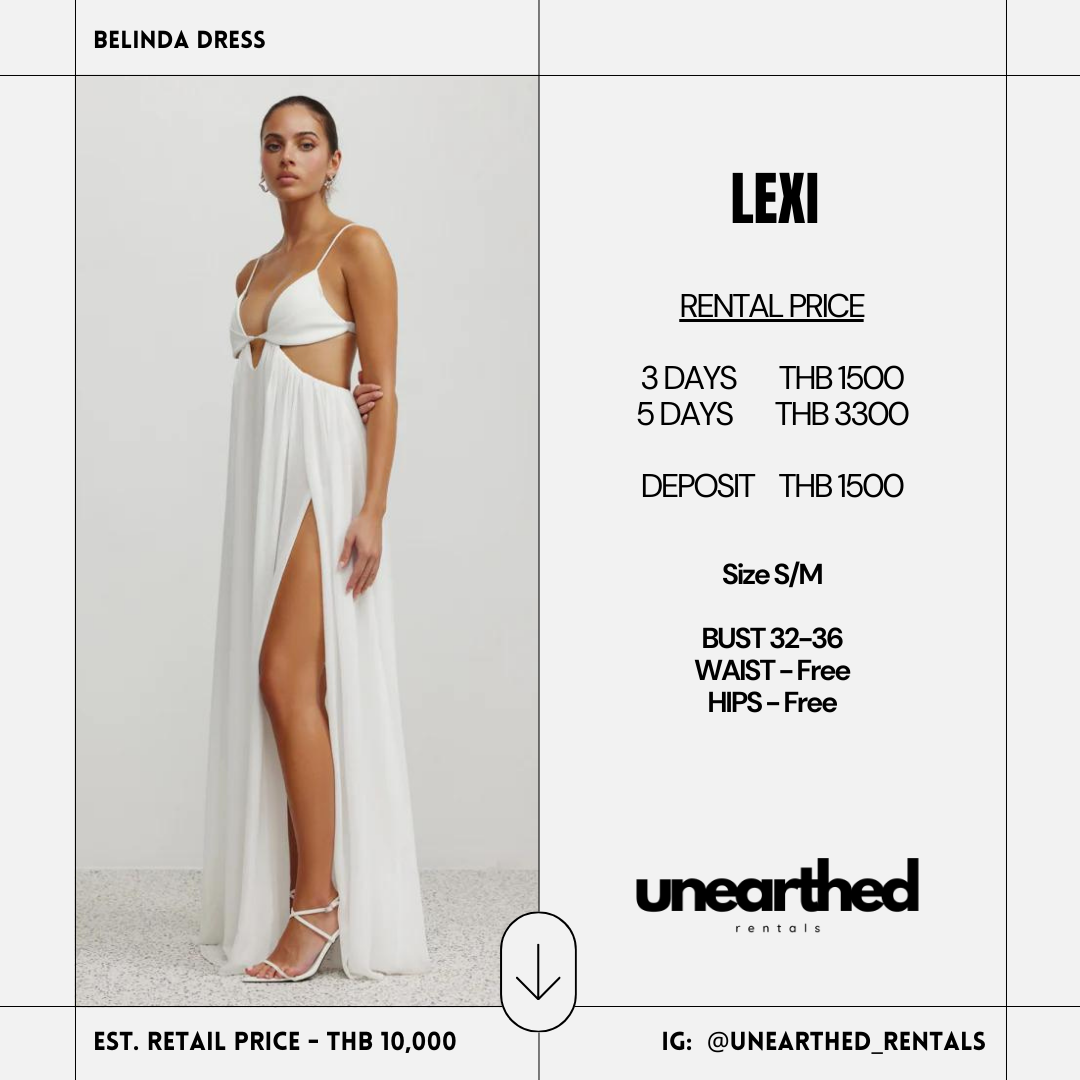 BELINDA DRESS
LEXI
RENTAL PRICE
3 DAYS THB 1500
5 DAYS THB 3300
DEPOSIT THB 1500
Size S/M
BUST 32-36
WAIST - Free
HIPS - Free
unearthed
rentals
EST. RETAIL PRICE - THB 10,000
IG: @UNEARTHED_RENTALS